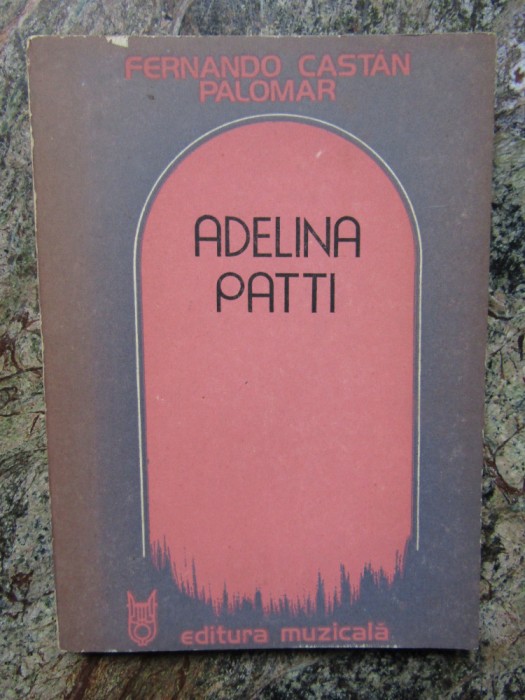 FERNANDO CASTÁN
PALOMAR
ADELINA
PATTI
editura muzicală